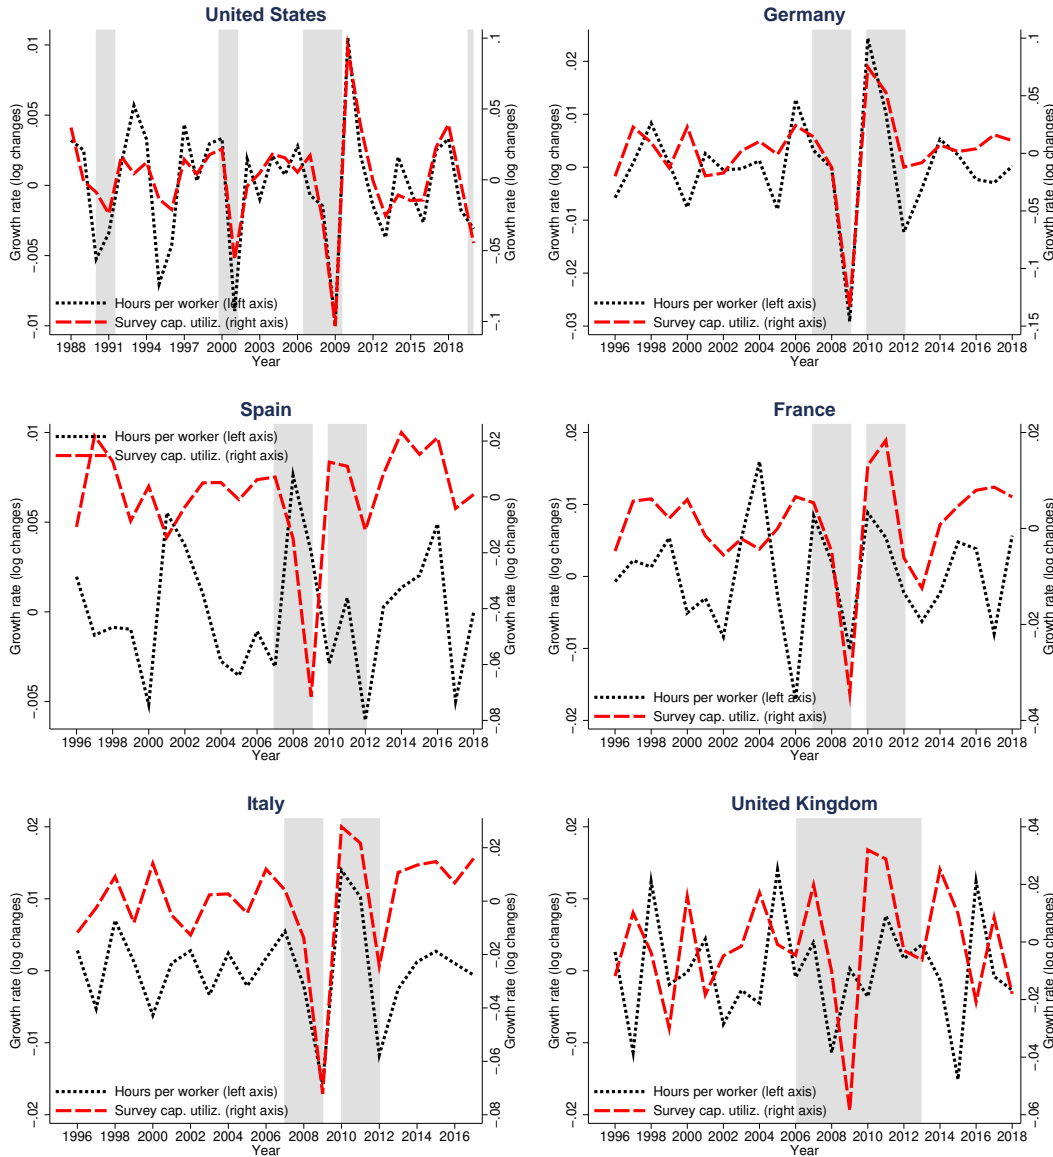 United States
Growth rate (log changes)
.01
.005
0
-.005
-.01
.1
.05
0
-.05
-.1
Growth rate (log changes)
Hours per worker (left axis)
Survey cap. utiliz. (right axis)
1988 1991 1994 1997 2000 2003 2006 2009 2012 2015 2018
Year
Germany
Growth rate (log changes)
.02
.01
0
-.01
-.02
-.03
.1
.05
0
-.05
-.1
-.15
Growth rate (log changes)
Hours per worker (left axis)
Survey cap. utiliz. (right axis)
1996 1998 2000 2002 2004 2006 2008 2010 2012 2014 2016 2018
Year
Spain
Growth rate (log changes)
.01
.005
0
-.005
.02
0
-.02
-.04
-.06
-.08
Growth rate (log changes)
Hours per worker (left axis)
Survey cap. utiliz. (right axis)
1996 1998 2000 2002 2004 2006 2008 2010 2012 2014 2016 2018
Year
France
Growth rate (log changes)
.02
.01
0
-.01
-.02
.02
0
-.02
-.04
Growth rate (log changes)
Hours per worker (left axis)
Survey cap. utiliz. (right axis)
1996 1998 2000 2002 2004 2006 2008 2010 2012 2014 2016 2018
Year
Italy
Growth rate (log changes)
.02
.01
0
-.01
-.02
.02
0
-.02
-.04
-.06
-.08
Growth rate (log changes)
Hours per worker (left axis)
Survey cap. utiliz. (right axis)
1996 1998 2000 2002 2004 2006 2008 2010 2012 2014 2016
Year
United Kingdom
Growth rate (log changes)
.02
.01
0
-.01
-.02
.04
.02
0
-.02
-.04
-.06
Growth rate (log changes)
Hours per worker (left axis)
Survey cap. utiliz. (right axis)
1996 1998 2000 2002 2004 2006 2008 2010 2012 2014 2016 2018
Year